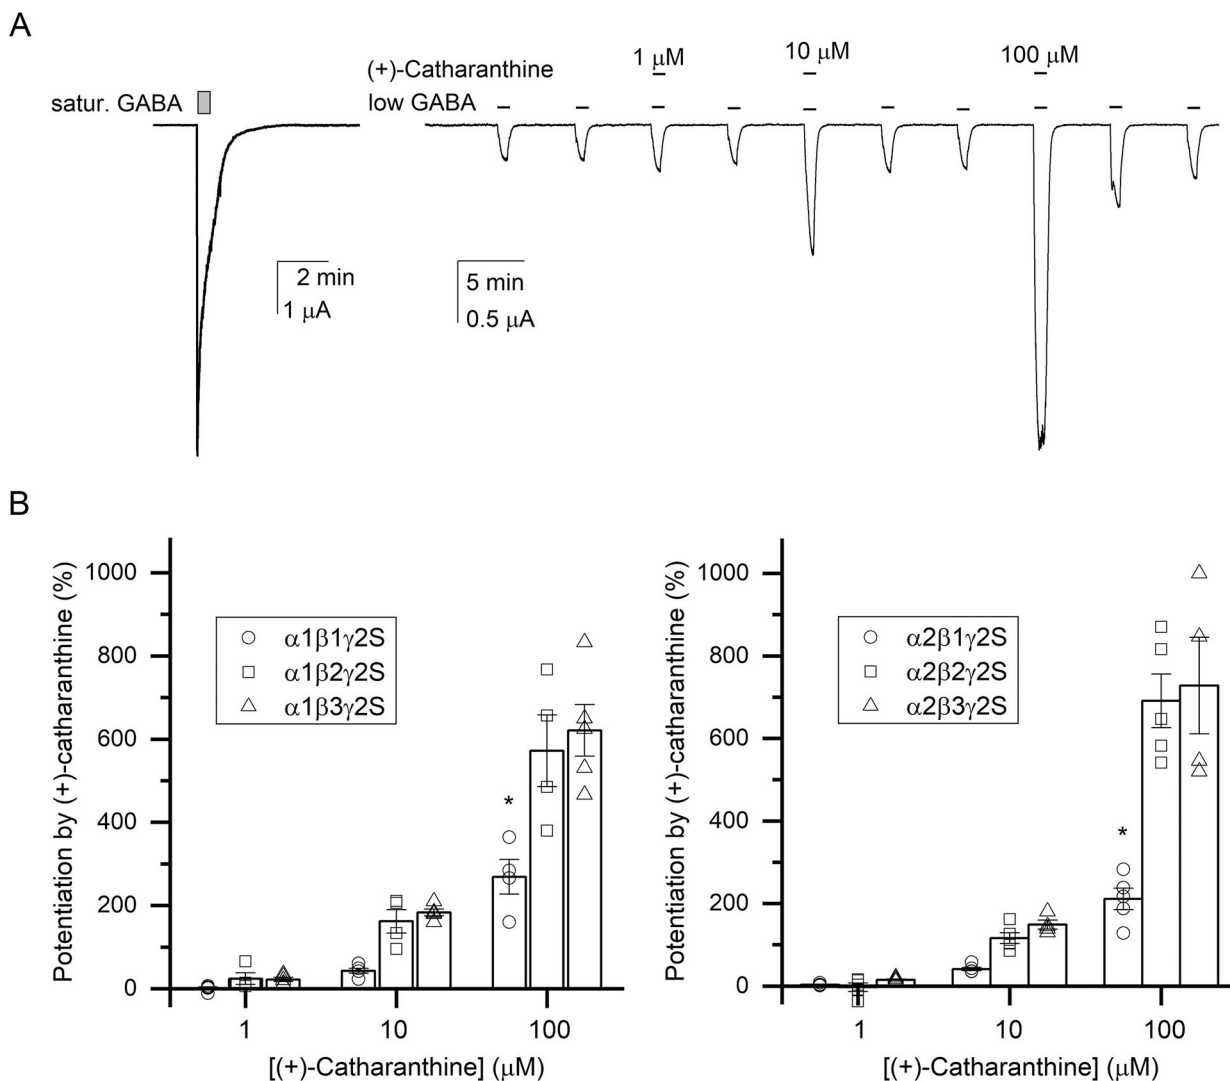 A
1 μM
10 μM
100 μM
(+)-Catharanthine
satur. GABA
low GABA
2 min
1 μA
5 min
0.5 μA
B
Potentiation by (+)-catharanthine (%)
1000
800
600
400
200
0
α1β1γ2S
α1β2γ2S
α1β3γ2S
*
1
10
100
[(+)-Catharanthine] (μM)
Potentiation by (+)-catharanthine (%)
1000
800
600
400
200
0
α2β1γ2S
α2β2γ2S
α2β3γ2S
*
1
10
100
[(+)-Catharanthine] (μM)